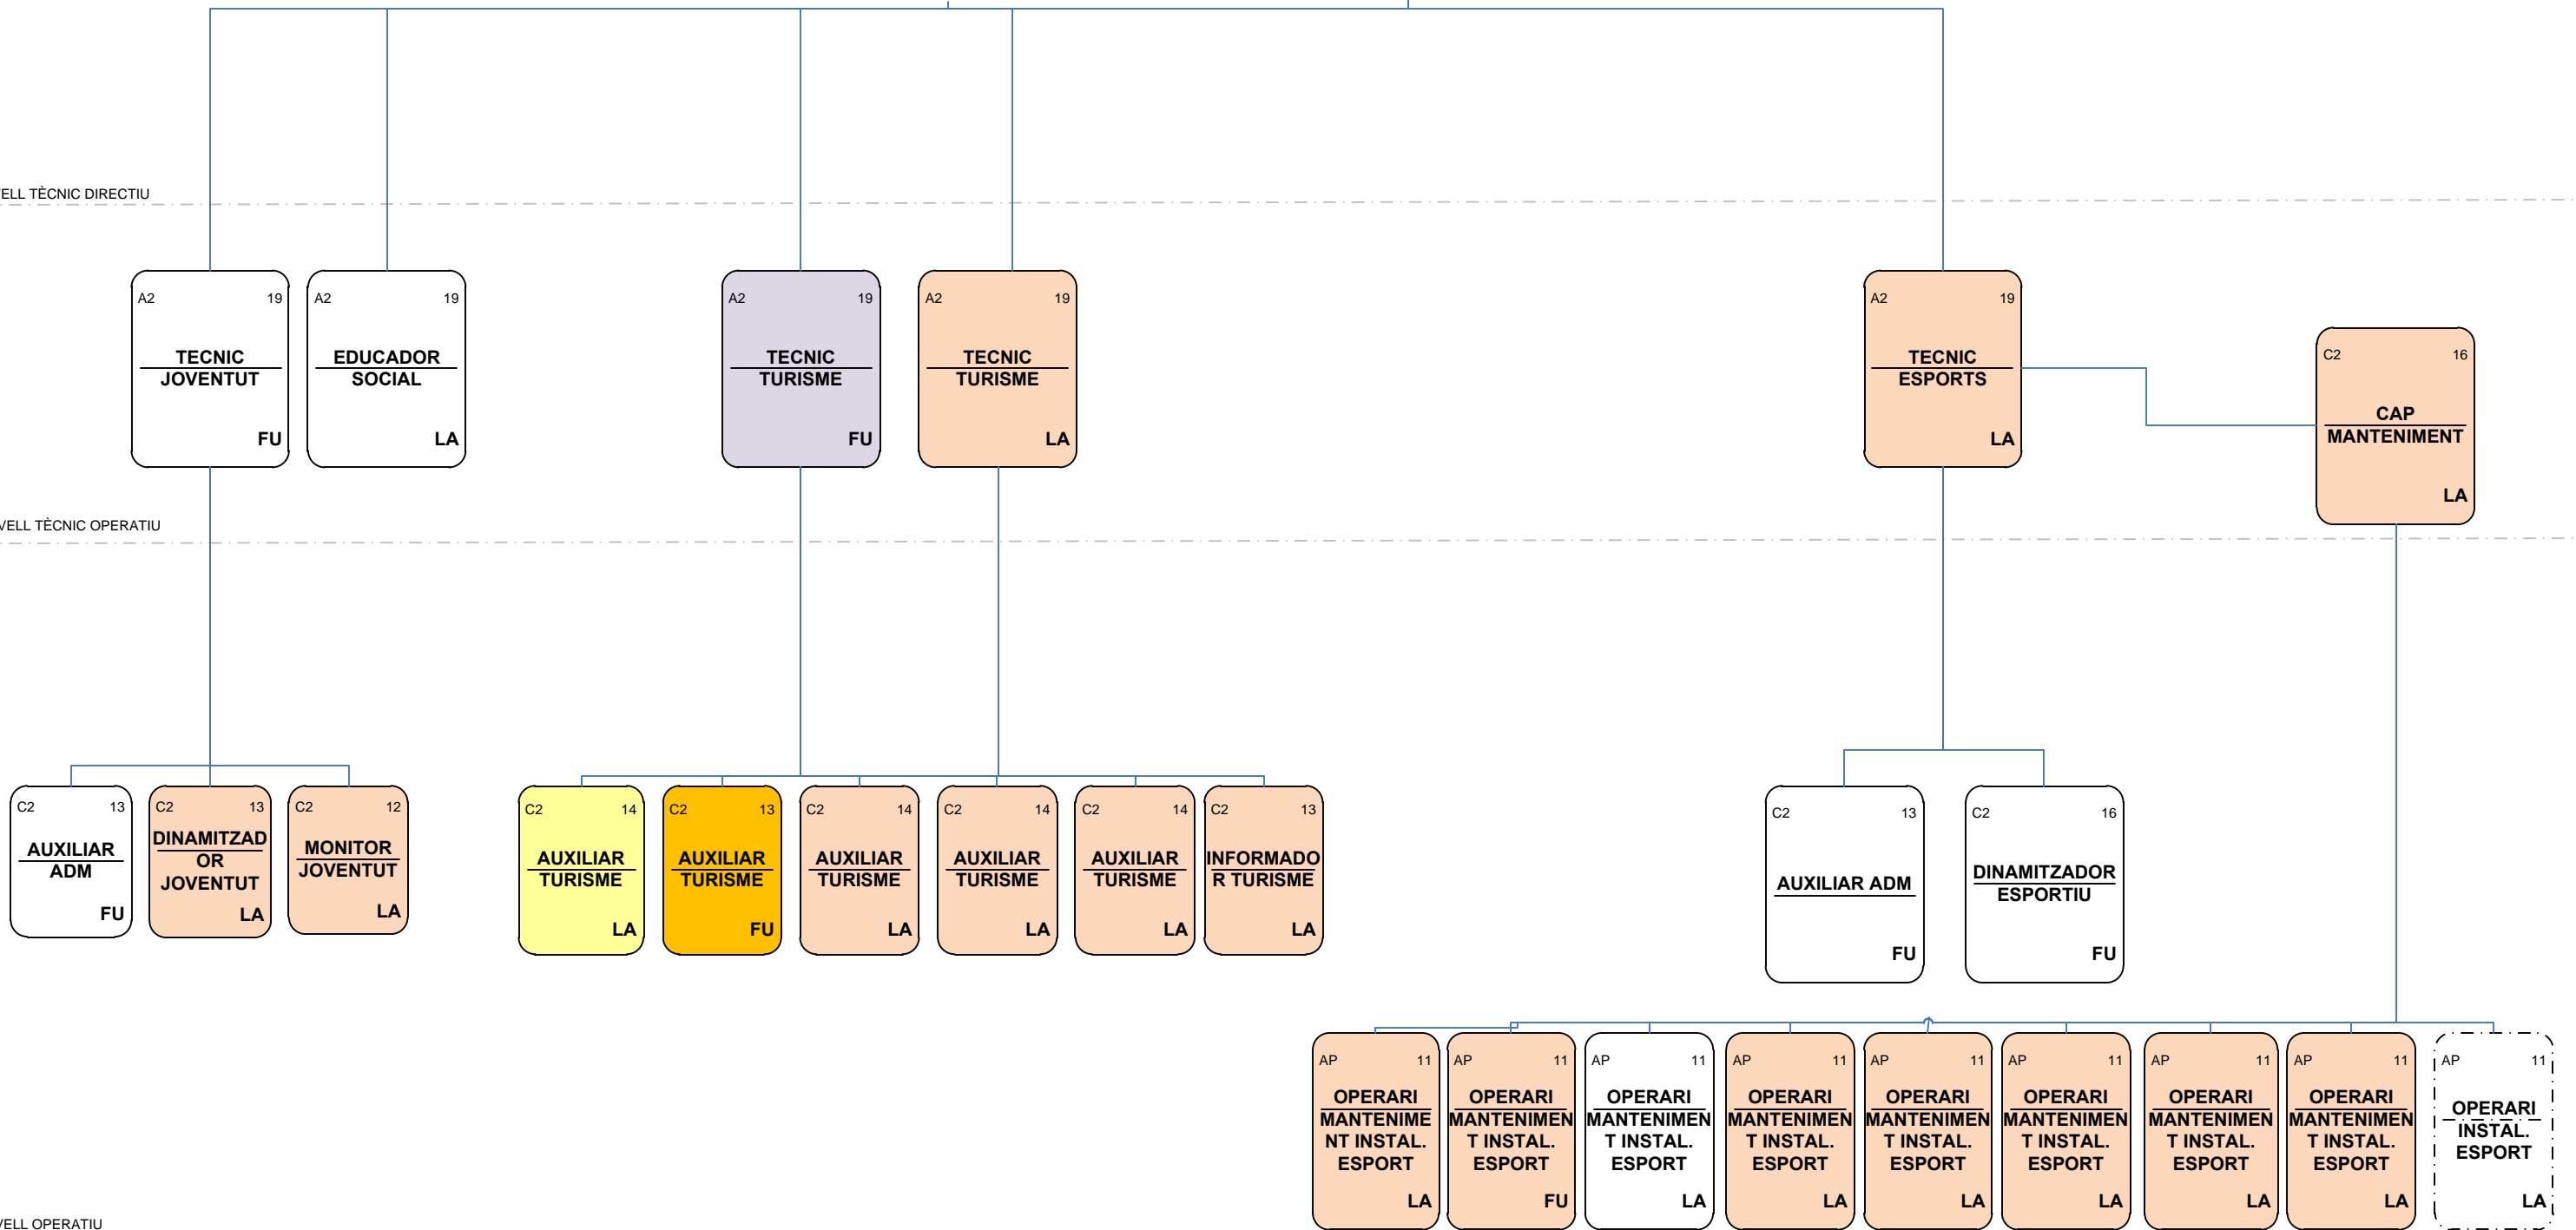 VELL TÈCNIC DIRECTIU
A2 19
TECNIC
JOVENTUT
FU
A2 19
EDUCADOR
SOCIAL
LA
A2 19
TECNIC
TURISME
FU
A2 19
TECNIC
TURISME
LA
A2 19
TECNIC
ESPORTS
LA
C2 16
CAP
MANTENIMENT
LA
VELL TÈCNIC OPERATIU
C2 13
AUXILIAR
ADM
FU
C2 13
DINAMITZAD
OR
JOVENTUT
LA
C2 12
MONITOR
JOVENTUT
LA
C2 14
AUXILIAR
TURISME
LA
C2 13
AUXILIAR
TURISME
FU
C2 14
AUXILIAR
TURISME
LA
C2 14
AUXILIAR
TURISME
LA
C2 14
AUXILIAR
TURISME
LA
C2 13
INFORMADO
R TURISME
LA
C2 13
AUXILIAR ADM
FU
C2 16
DINAMITZADOR
ESPORTIU
FU
AP 11
OPERARI
MANTENIME
NT INSTAL.
ESPORT
LA
AP 11
OPERARI
MANTENIMEN
T INSTAL.
ESPORT
FU
AP 11
OPERARI
MANTENIMEN
T INSTAL.
ESPORT
LA
AP 11
OPERARI
MANTENIMEN
T INSTAL.
ESPORT
LA
AP 11
OPERARI
MANTENIMEN
T INSTAL.
ESPORT
LA
AP 11
OPERARI
MANTENIMEN
T INSTAL.
ESPORT
LA
AP 11
OPERARI
MANTENIMEN
T INSTAL.
ESPORT
LA
AP 11
OPERARI
MANTENIMEN
T INSTAL.
ESPORT
LA
AP 11
OPERARI
INSTAL.
ESPORT
LA
VELL OPERATIU